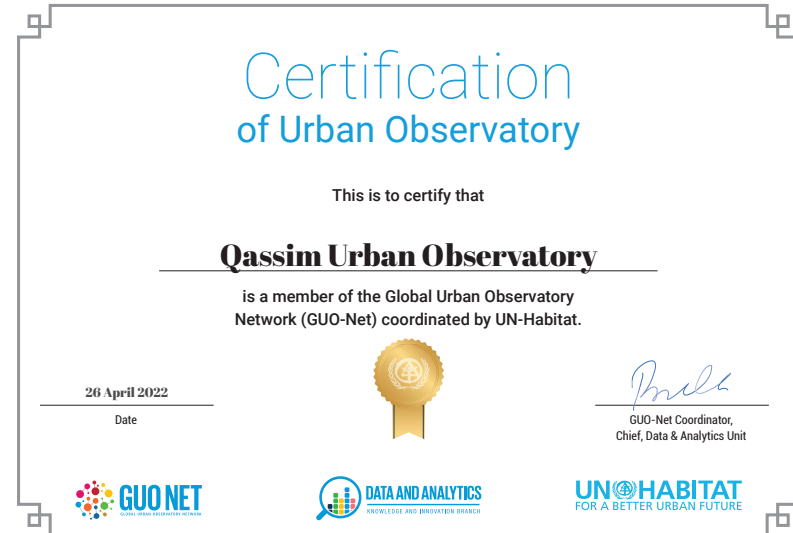 Certification
of Urban Observatory
This is to certify that
Qassim Urban Observatory
is a member of the Global Urban Observatory
Network (GUO-Net) coordinated by UN-Habitat.
26 April 2022
Date
GUO-Net Coordinator,
Chief, Data & Analytics Unit
GUO NET
GLOBAL URBAN OBSERVATORY NETWORK
DATA AND ANALYTICS
KNOWLEDGE AND INNOVATION BRANCH
UN HABITAT
FOR A BETTER URBAN FUTURE